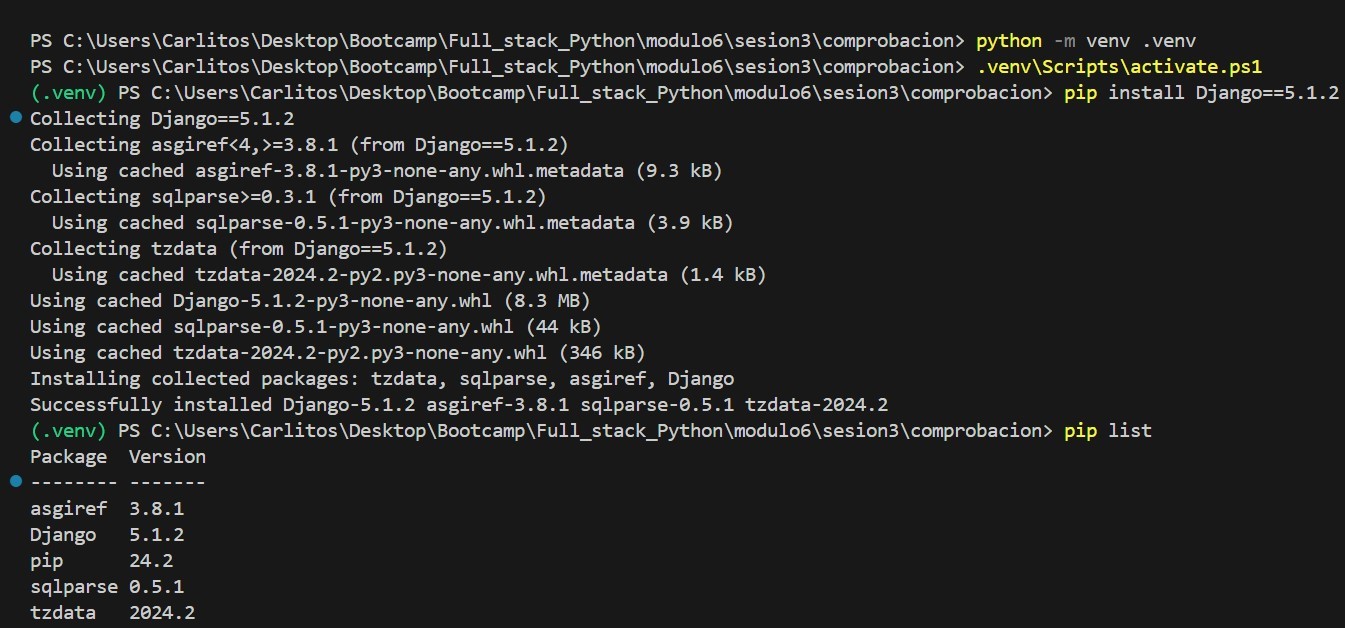 PS C:\Users\Carlitos\Desktop\Bootcamp\Full_stack_Python\modulo6\sesion3\comprobacion> python -m venv .venv
PS C:\Users\Carlitos\Desktop\Bootcamp\Full_stack_Python\modulo6\sesion3\comprobacion> .venv\Scripts\activate.ps1
(.venv) PS C:\Users\Carlitos\Desktop\Bootcamp\Full_stack_Python\modulo6\sesion3\comprobacion> pip install Django==5.1.2
Collecting Django==5.1.2
Collecting asgiref<4,>=3.8.1 (from Django==5.1.2)
  Using cached asgiref-3.8.1-py3-none-any.whl.metadata (9.3 kB)
Collecting sqlparse>=0.3.1 (from Django==5.1.2)
  Using cached sqlparse-0.5.1-py3-none-any.whl.metadata (3.9 kB)
Collecting tzdata (from Django==5.1.2)
  Using cached tzdata-2024.2-py2.py3-none-any.whl.metadata (1.4 kB)
Using cached Django-5.1.2-py3-none-any.whl (8.3 MB)
Using cached sqlparse-0.5.1-py3-none-any.whl (44 kB)
Using cached tzdata-2024.2-py2.py3-none-any.whl (346 kB)
Installing collected packages: tzdata, sqlparse, asgiref, Django
Successfully installed Django-5.1.2 asgiref-3.8.1 sqlparse-0.5.1 tzdata-2024.2
(.venv) PS C:\Users\Carlitos\Desktop\Bootcamp\Full_stack_Python\modulo6\sesion3\comprobacion> pip list
Package  Version
-------- -------
asgiref  3.8.1
Django   5.1.2
pip      24.2
sqlparse 0.5.1
tzdata   2024.2